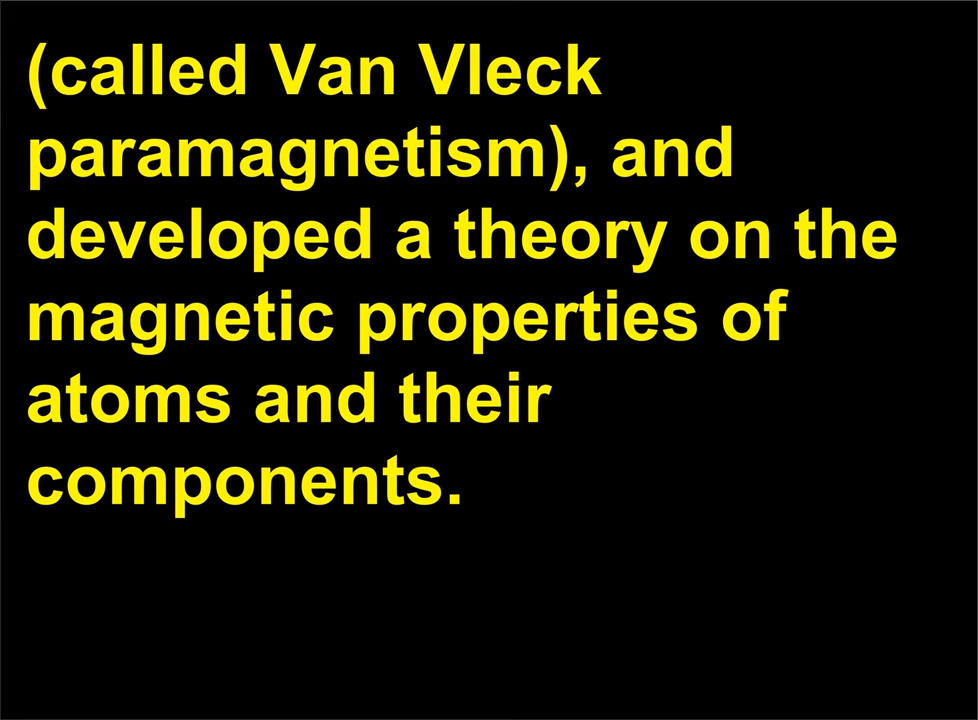 (called Van Vleck
paramagnetism), and
developed a theory on the
magnetic properties of
atoms and their
components.